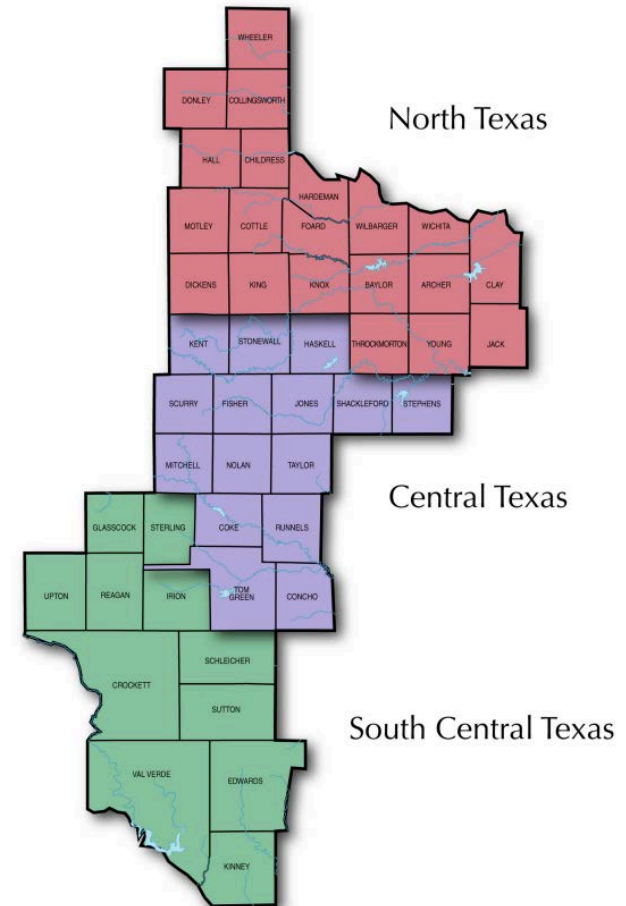 WHEELER
DONLEY
COLLINGSWORTH
North Texas
HALL
CHILDRESS
HARDEMAN
MOTLEY
COTTLE
FOARD
WILBARGER
WICHITA
DICKENS
KING
KNOX
BAYLOR
ARCHER
CLAY
KENT
STONEWALL
HASKELL
THROCKMORTON
YOUNG
JACK
SCURRY
FISHER
JONES
SHACKLEFORD
STEPHENS
MITCHELL
NOLAN
TAYLOR
Central Texas
GLASSCOCK
STERLING
COKE
RUNNELS
UPTON
REAGAN
IRION
TOM
GREEN
CONCHO
SCHLEICHER
CROCKETT
SUTTON
South Central Texas
VAL VERDE
EDWARDS
KINNEY